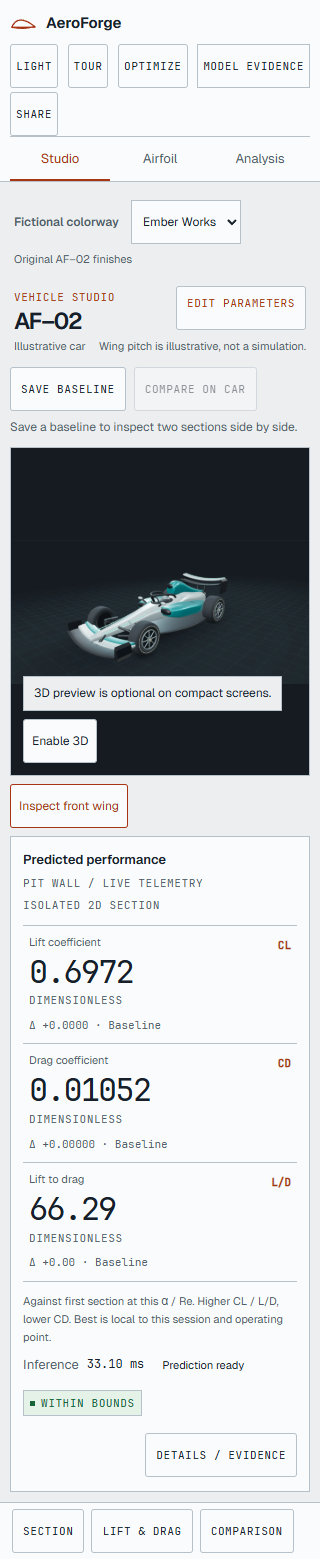 AeroForge
LIGHT TOUR OPTIMIZE MODEL EVIDENCE
SHARE
Studio Airfoil Analysis
Fictional colorway Ember Works
Original AF–02 finishes
VEHICLE STUDIO
AF–02
EDIT PARAMETERS
Illustrative car Wing pitch is illustrative, not a simulation.
SAVE BASELINE COMPARE ON CAR
Save a baseline to inspect two sections side by side.
3D preview is optional on compact screens.
Enable 3D
Inspect front wing
Predicted performance
PIT WALL / LIVE TELEMETRY
ISOLATED 2D SECTION
Lift coefficient CL
0.6972
DIMENSIONLESS
Δ +0.0000 · Baseline
Drag coefficient CD
0.01052
DIMENSIONLESS
Δ +0.00000 · Baseline
Lift to drag L/D
66.29
DIMENSIONLESS
Δ +0.00 · Baseline
Against first section at this α / Re. Higher CL / L/D,
lower CD. Best is local to this session and operating
point.
Inference 33.10 ms Prediction ready
WITHIN BOUNDS
DETAILS / EVIDENCE
SECTION LIFT & DRAG COMPARISON